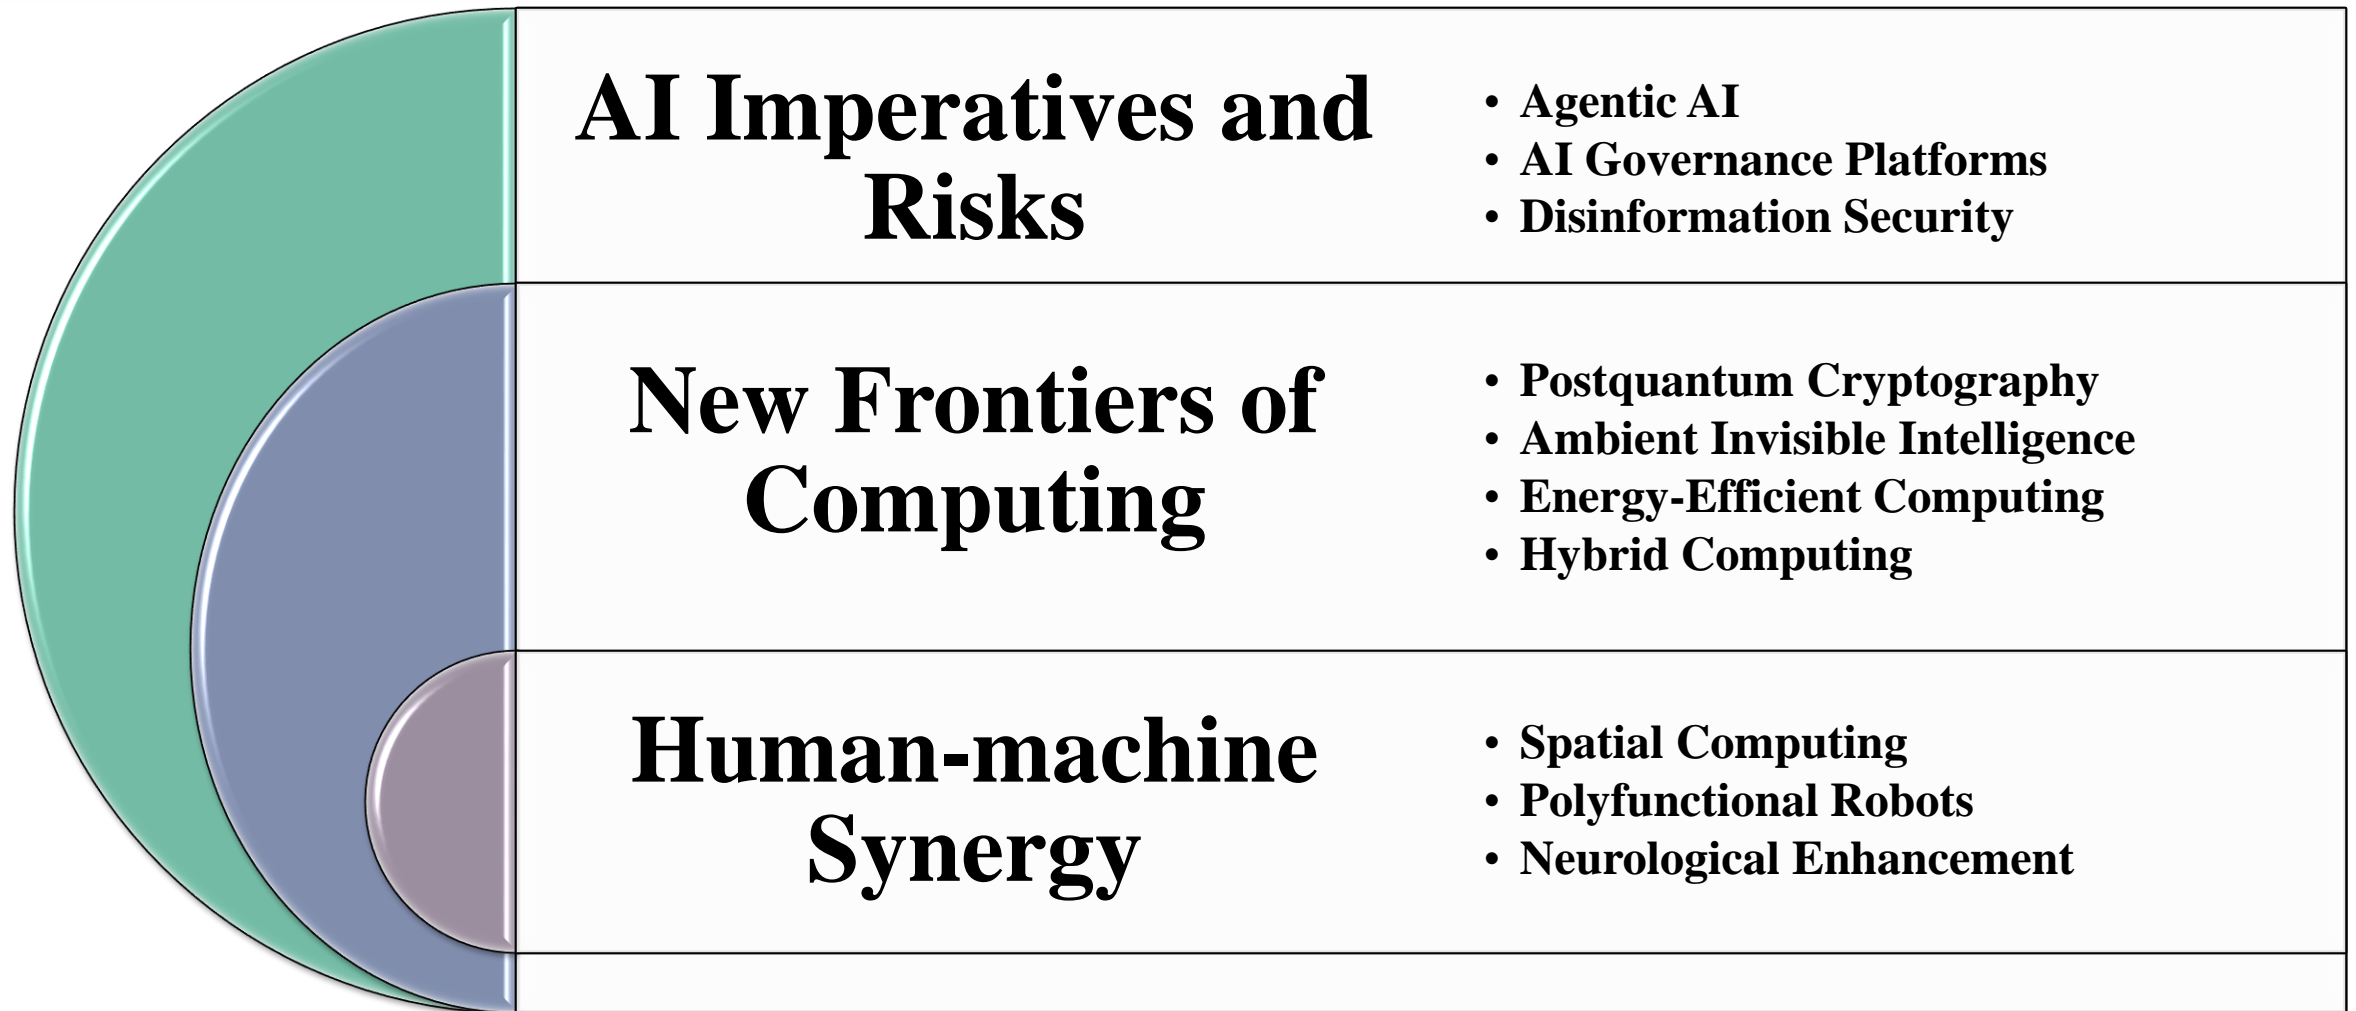 AI Imperatives and
Risks
• Agentic AI
• AI Governance Platforms
• Disinformation Security
New Frontiers of
Computing
• Postquantum Cryptography
• Ambient Invisible Intelligence
• Energy-Efficient Computing
• Hybrid Computing
Human-machine
Synergy
• Spatial Computing
• Polyfunctional Robots
• Neurological Enhancement